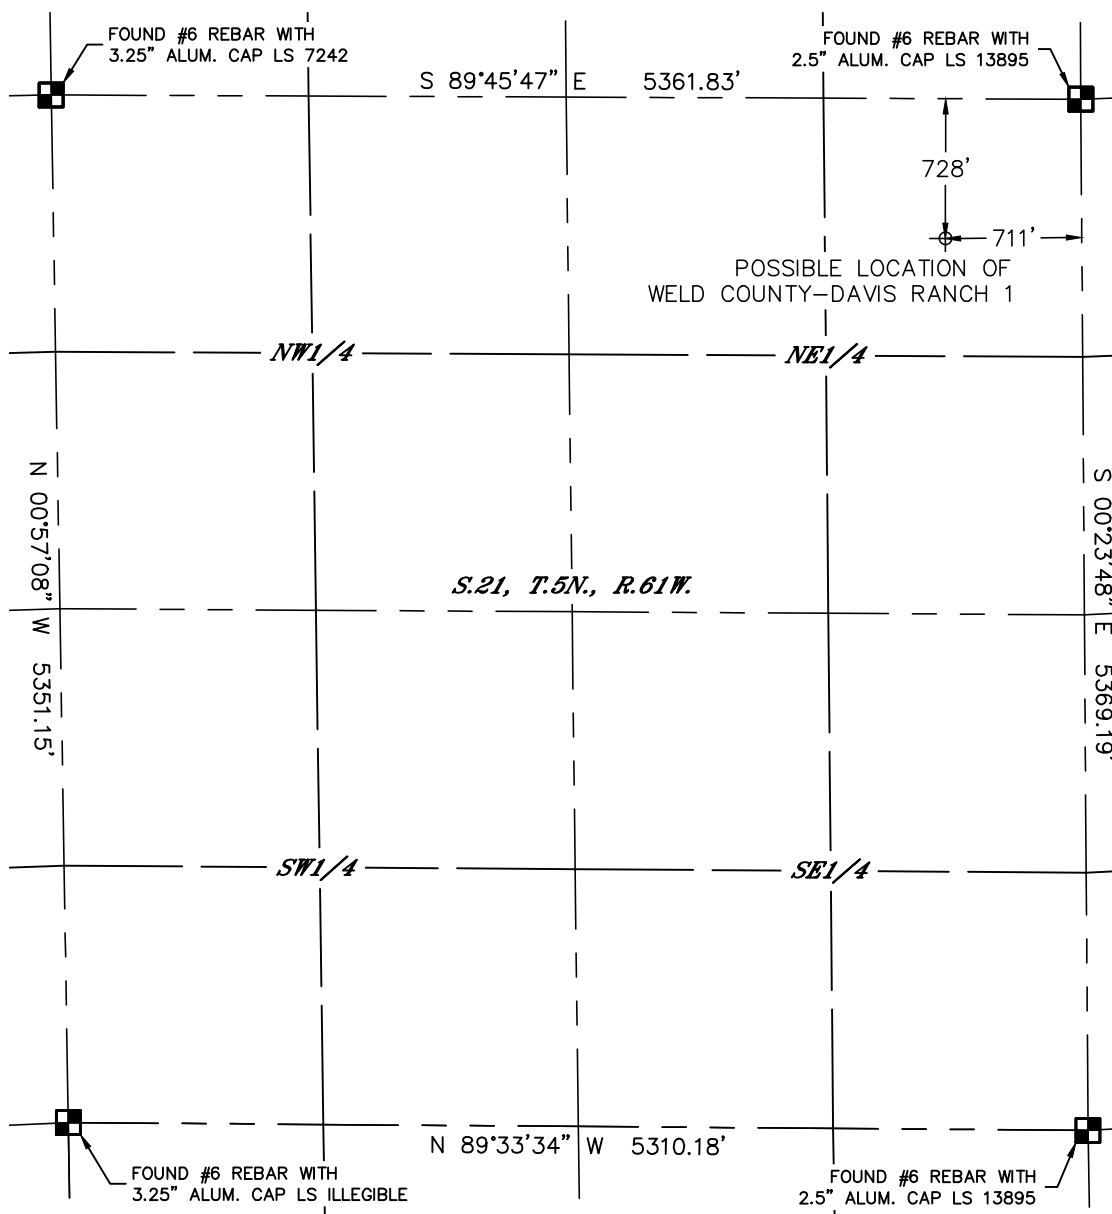 FOUND #6 REBAR WITH
3.25" ALUM. CAP LS 7242
FOUND #6 REBAR WITH
2.5" ALUM. CAP LS 13895
S 89°45'47" E 5361.83'
728'
711'
POSSIBLE LOCATION OF
WELD COUNTY-DAVIS RANCH 1
NW1/4
NE1/4
N 00°57'08" W 5351.15'
S 00°23'48" E 5369.19'
S.21, T.5N., R.61W.
SW1/4
SE1/4
N 89°33'34" W 5310.18'
FOUND #6 REBAR WITH
3.25" ALUM. CAP LS ILLEGIBLE
FOUND #6 REBAR WITH
2.5" ALUM. CAP LS 13895